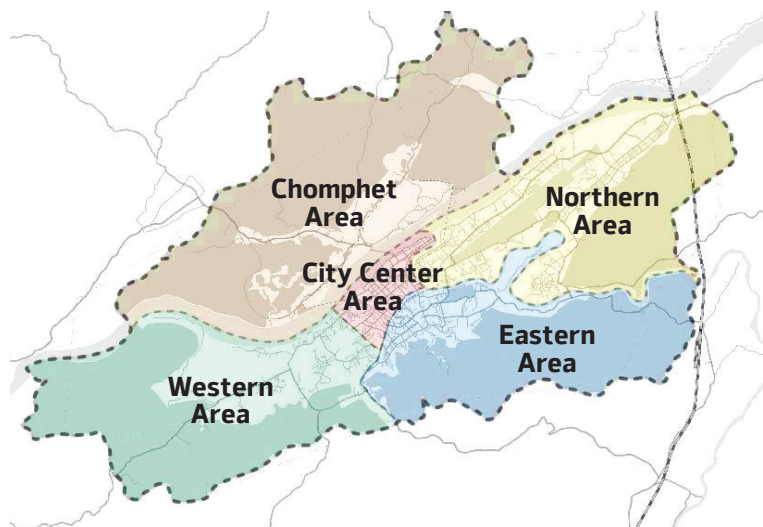 Chomphet
Area
Northern
Area
City Center
Area
Eastern
Area
Western
Area